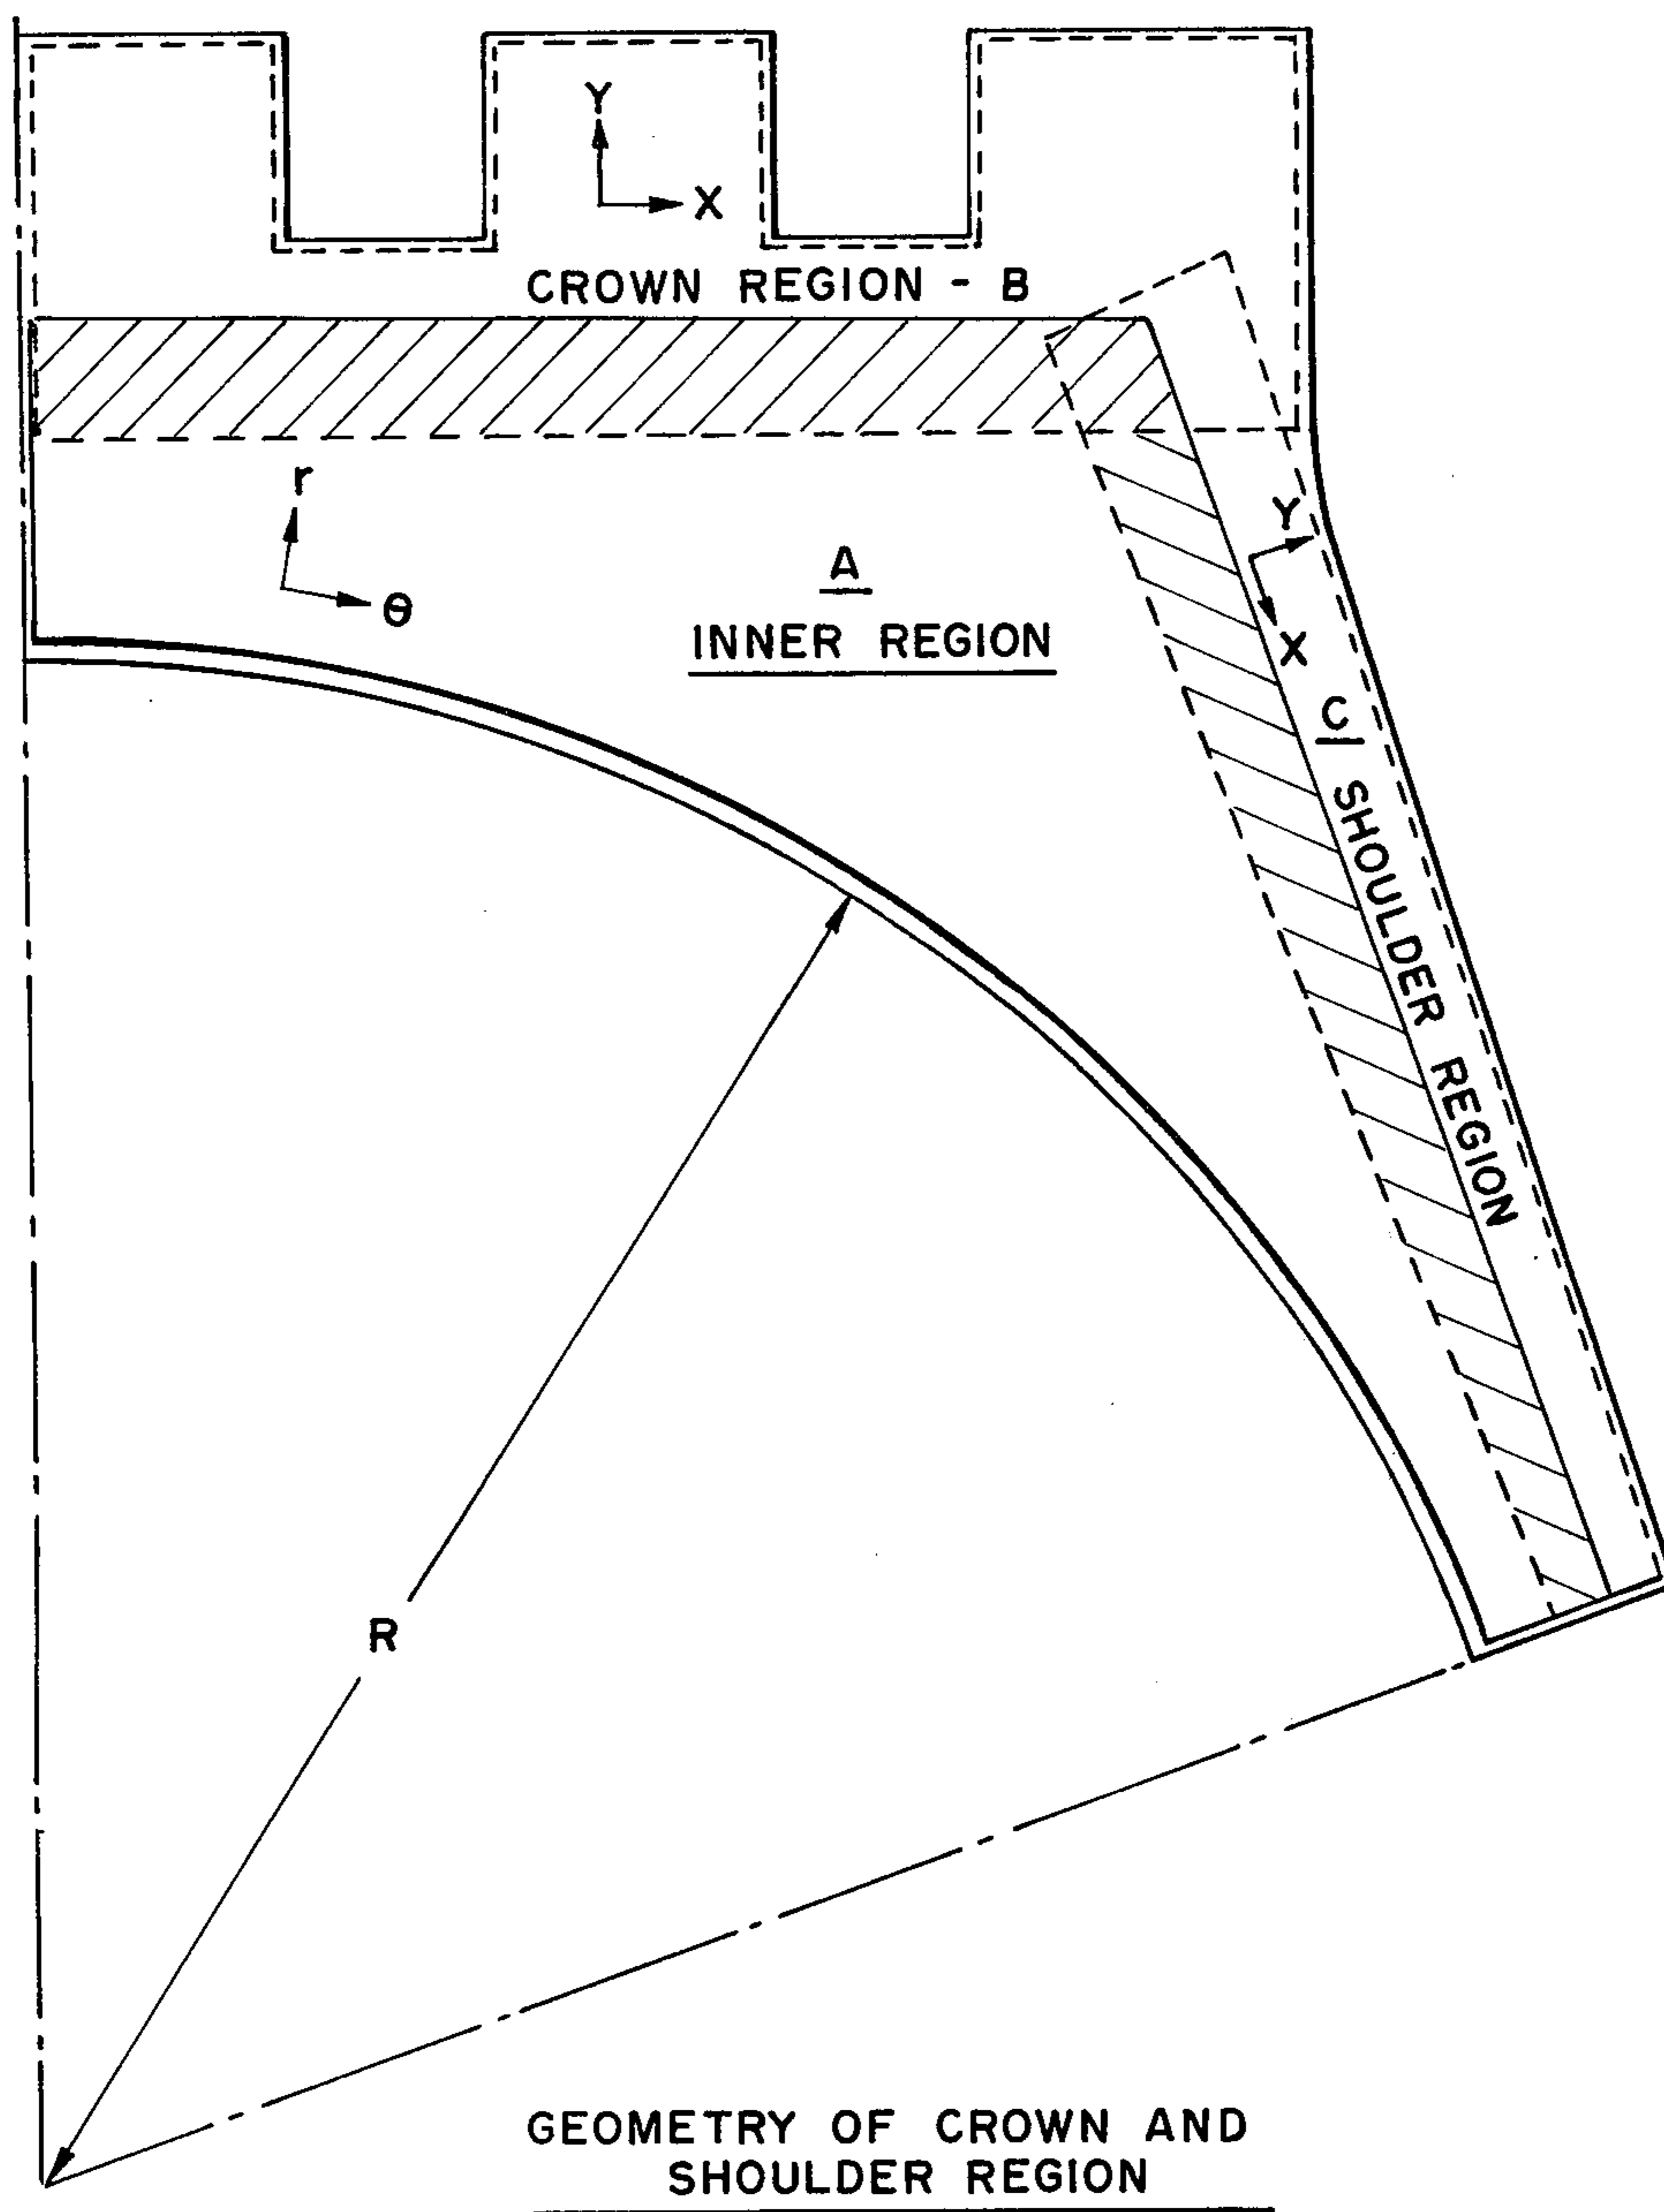 Y
X
CROWN REGION - B
r
θ
A
INNER REGION
Y
X
C
SHOULDER REGION
R
GEOMETRY OF CROWN AND
SHOULDER REGION